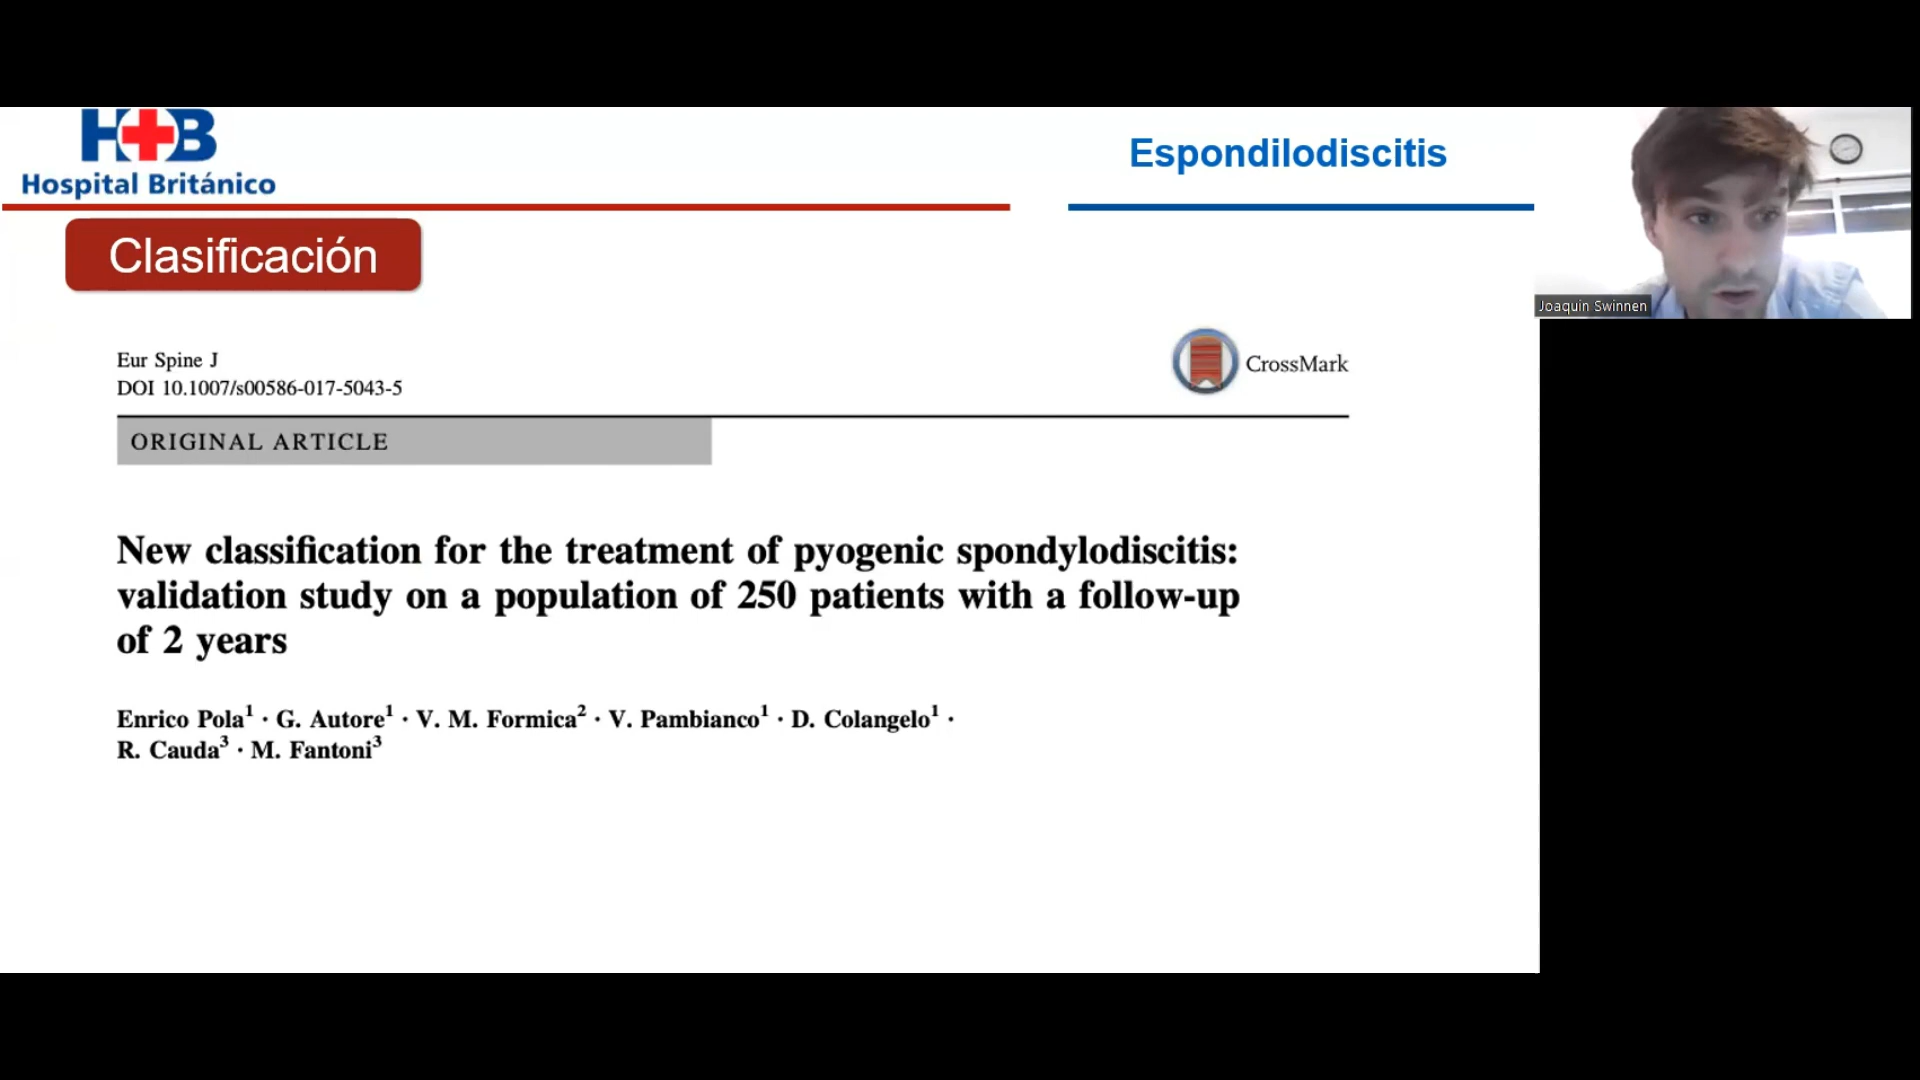 H+B
Hospital Británico
Espondilodiscitis
Clasificación
Joaquin Swinnen
Eur Spine J
DOI 10.1007/s00586-017-5043-5
CrossMark
ORIGINAL ARTICLE
New classification for the treatment of pyogenic spondylodiscitis:
validation study on a population of 250 patients with a follow-up
of 2 years
Enrico Pola¹ · G. Autore¹ · V. M. Formica² · V. Pambianco¹ · D. Colangelo¹ ·
R. Cauda³ · M. Fantoni³